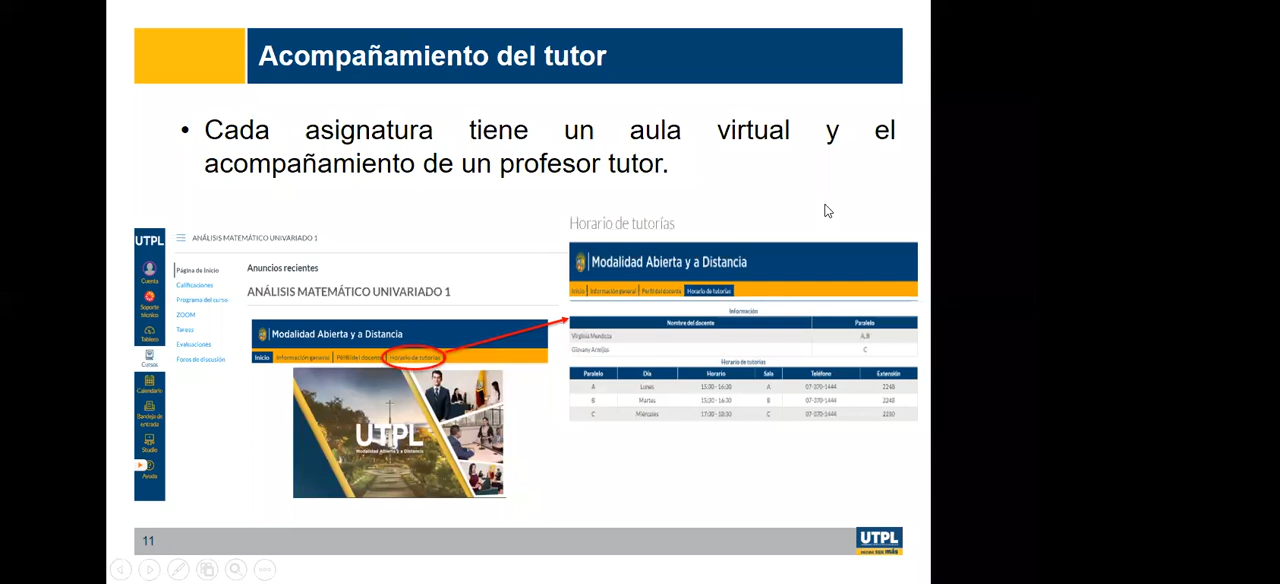 Acompañamiento del tutor
• Cada asignatura tiene un aula virtual y el
acompañamiento de un profesor tutor.
UTPL
Cuenta
Soporte
técnico
Tablero
Cursos
Calendario
Bandeja de
entrada
Studio
Ayuda
ANÁLISIS MATEMÁTICO UNIVARIADO 1
Página de Inicio
Calificaciones
Programa del curso
ZOOM
Tareas
Evaluaciones
Foros de discusión
Anuncios recientes
ANÁLISIS MATEMÁTICO UNIVARIADO 1
Modalidad Abierta y a Distancia
Inicio Información general Perfil del docente Horario de tutorías
UTPL
Modalidad Abierta y a Distancia
Horario de tutorías
Modalidad Abierta y a Distancia
Inicio Información general Perfil del docente Horario de tutorías
Información
Nombre del docente Paralelo
Virginia Mendoza A, B
Giovany Armijos C
Horario de tutorías
Paralelo Día Horario Sala Teléfono Extensión
A Lunes 15:30 - 16:30 A 07-370-1444 2248
B Martes 15:30 - 16:30 B 07-370-1444 2248
C Miércoles 17:30 - 18:30 C 07-370-1444
11
UTPL